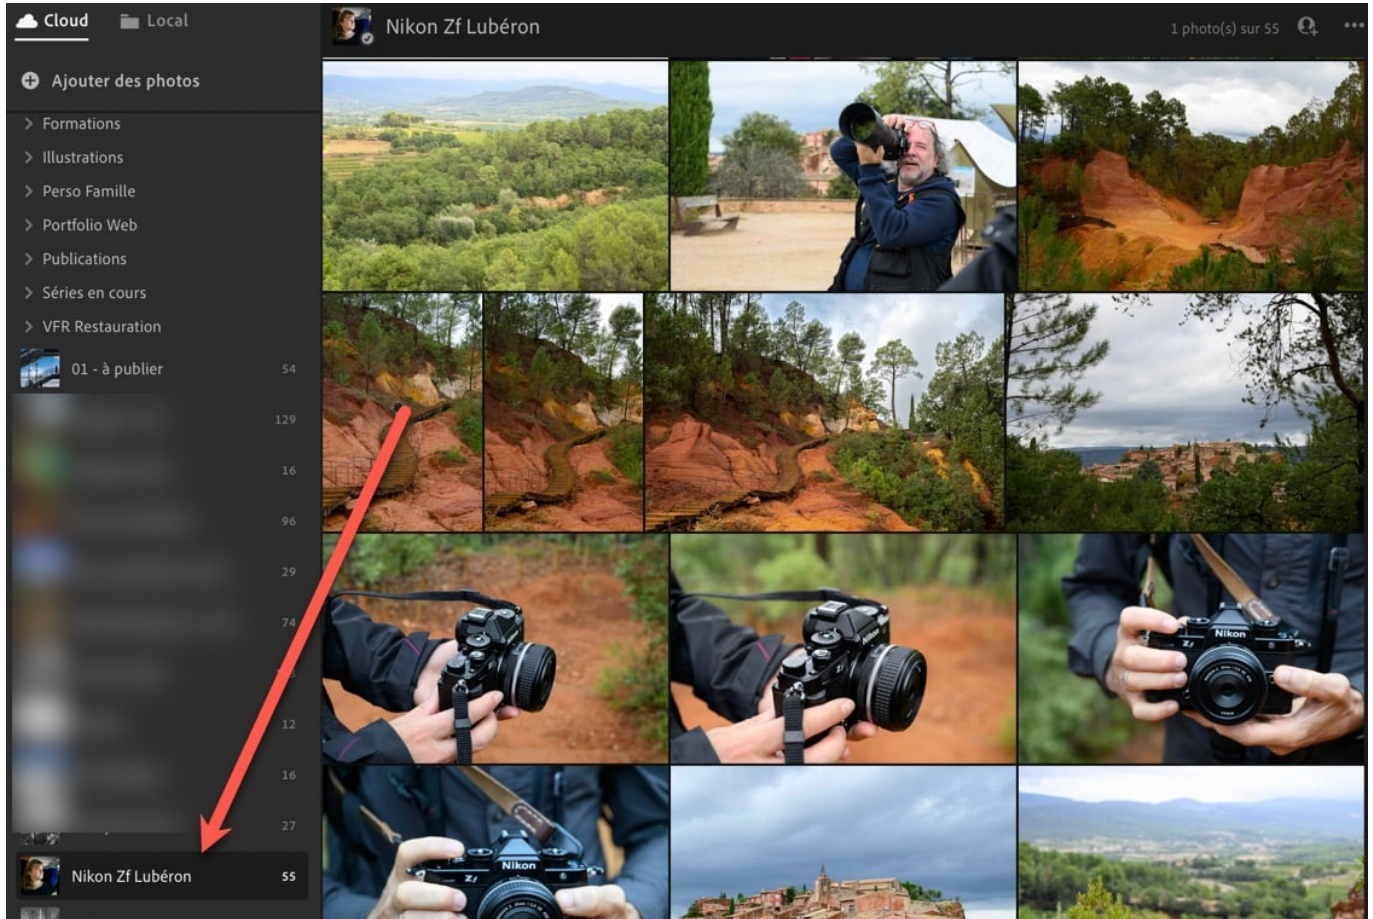 Cloud
Local
Nikon Zf Lubéron
1 photo(s) sur 55
Ajouter des photos
Formations
Illustrations
Perso Famille
Portfolio Web
Publications
Séries en cours
VFR Restauration
01 - à publier
54
129
16
96
29
74
12
16
27
Nikon Zf Lubéron
55
Nikon
Nikon
Zf
Nikon
Zf